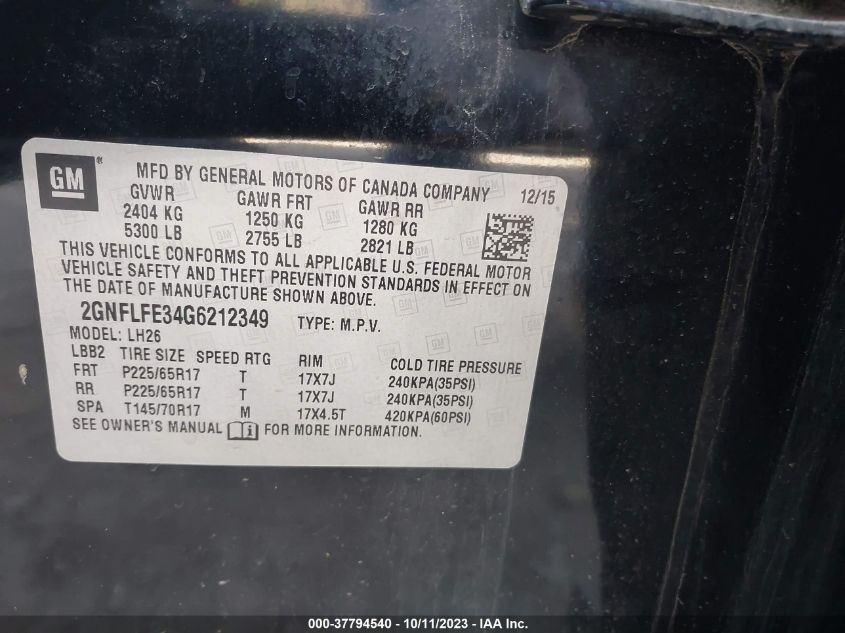 GM ®
MFD BY GENERAL MOTORS OF CANADA COMPANY 12/15
GVWR GAWR FRT GAWR RR
2404 KG 1250 KG 1280 KG
5300 LB 2755 LB 2821 LB
THIS VEHICLE CONFORMS TO ALL APPLICABLE U.S. FEDERAL MOTOR
VEHICLE SAFETY AND THEFT PREVENTION STANDARDS IN EFFECT ON
THE DATE OF MANUFACTURE SHOWN ABOVE.
2GNFLFE34G6212349 TYPE: M.P.V.
MODEL: LH26
LBB2 TIRE SIZE SPEED RTG RIM COLD TIRE PRESSURE
FRT P225/65R17 T 17X7J 240KPA(35PSI)
RR P225/65R17 T 17X7J 240KPA(35PSI)
SPA T145/70R17 M 17X4.5T 420KPA(60PSI)
SEE OWNER'S MANUAL FOR MORE INFORMATION.
000-37794540 - 10/11/2023 - IAA Inc.